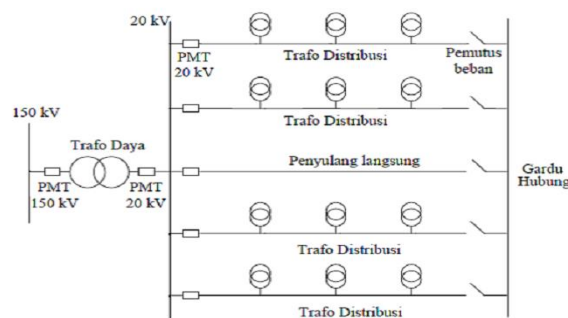 20 kV
PMT
20 kV
Trafo Distribusi
Pemutus
beban
Trafo Distribusi
150 kV
Trafo Daya
PMT
150 kV
PMT
20 kV
Penyulang langsung
Gardu
Hubung
Trafo Distribusi
Trafo Distribusi